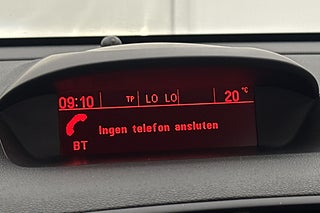 09:10 TP LO LO 20 °C
Ingen telefon ansluten
BT